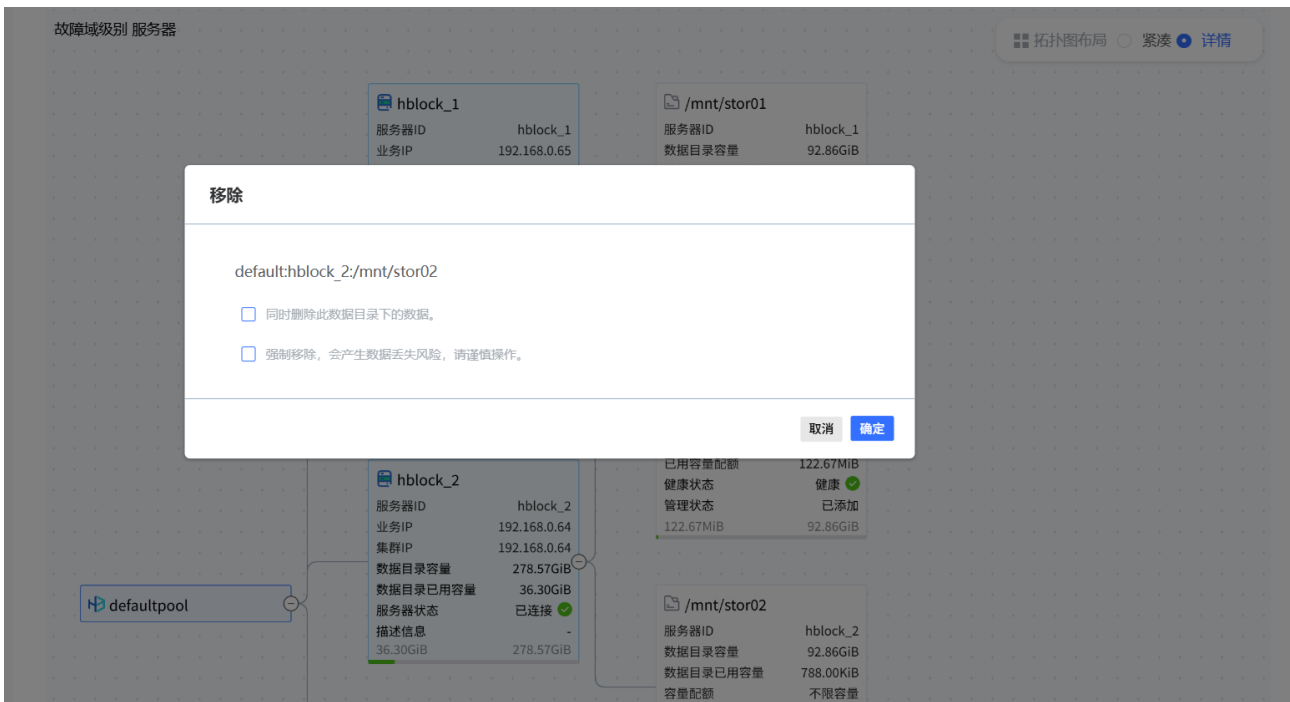 故障域级别 服务器
拓扑图布局 紧凑 详情
hblock_1
服务器ID hblock_1
业务IP 192.168.0.65
/mnt/stor01
服务器ID hblock_1
数据目录容量 92.86GiB
移除
default:hblock_2:/mnt/stor02
同时删除此数据目录下的数据。
强制移除，会产生数据丢失风险，请谨慎操作。
取消 确定
已用容量配额 122.67MiB
健康状态 健康
管理状态 已添加
122.67MiB 92.86GiB
hblock_2
服务器ID hblock_2
业务IP 192.168.0.64
集群IP 192.168.0.64
数据目录容量 278.57GiB
数据目录已用容量 36.30GiB
服务器状态 已连接
描述信息 -
36.30GiB 278.57GiB
defaultpool
/mnt/stor02
服务器ID hblock_2
数据目录容量 92.86GiB
数据目录已用容量 788.00KiB
容量配额 不限容量